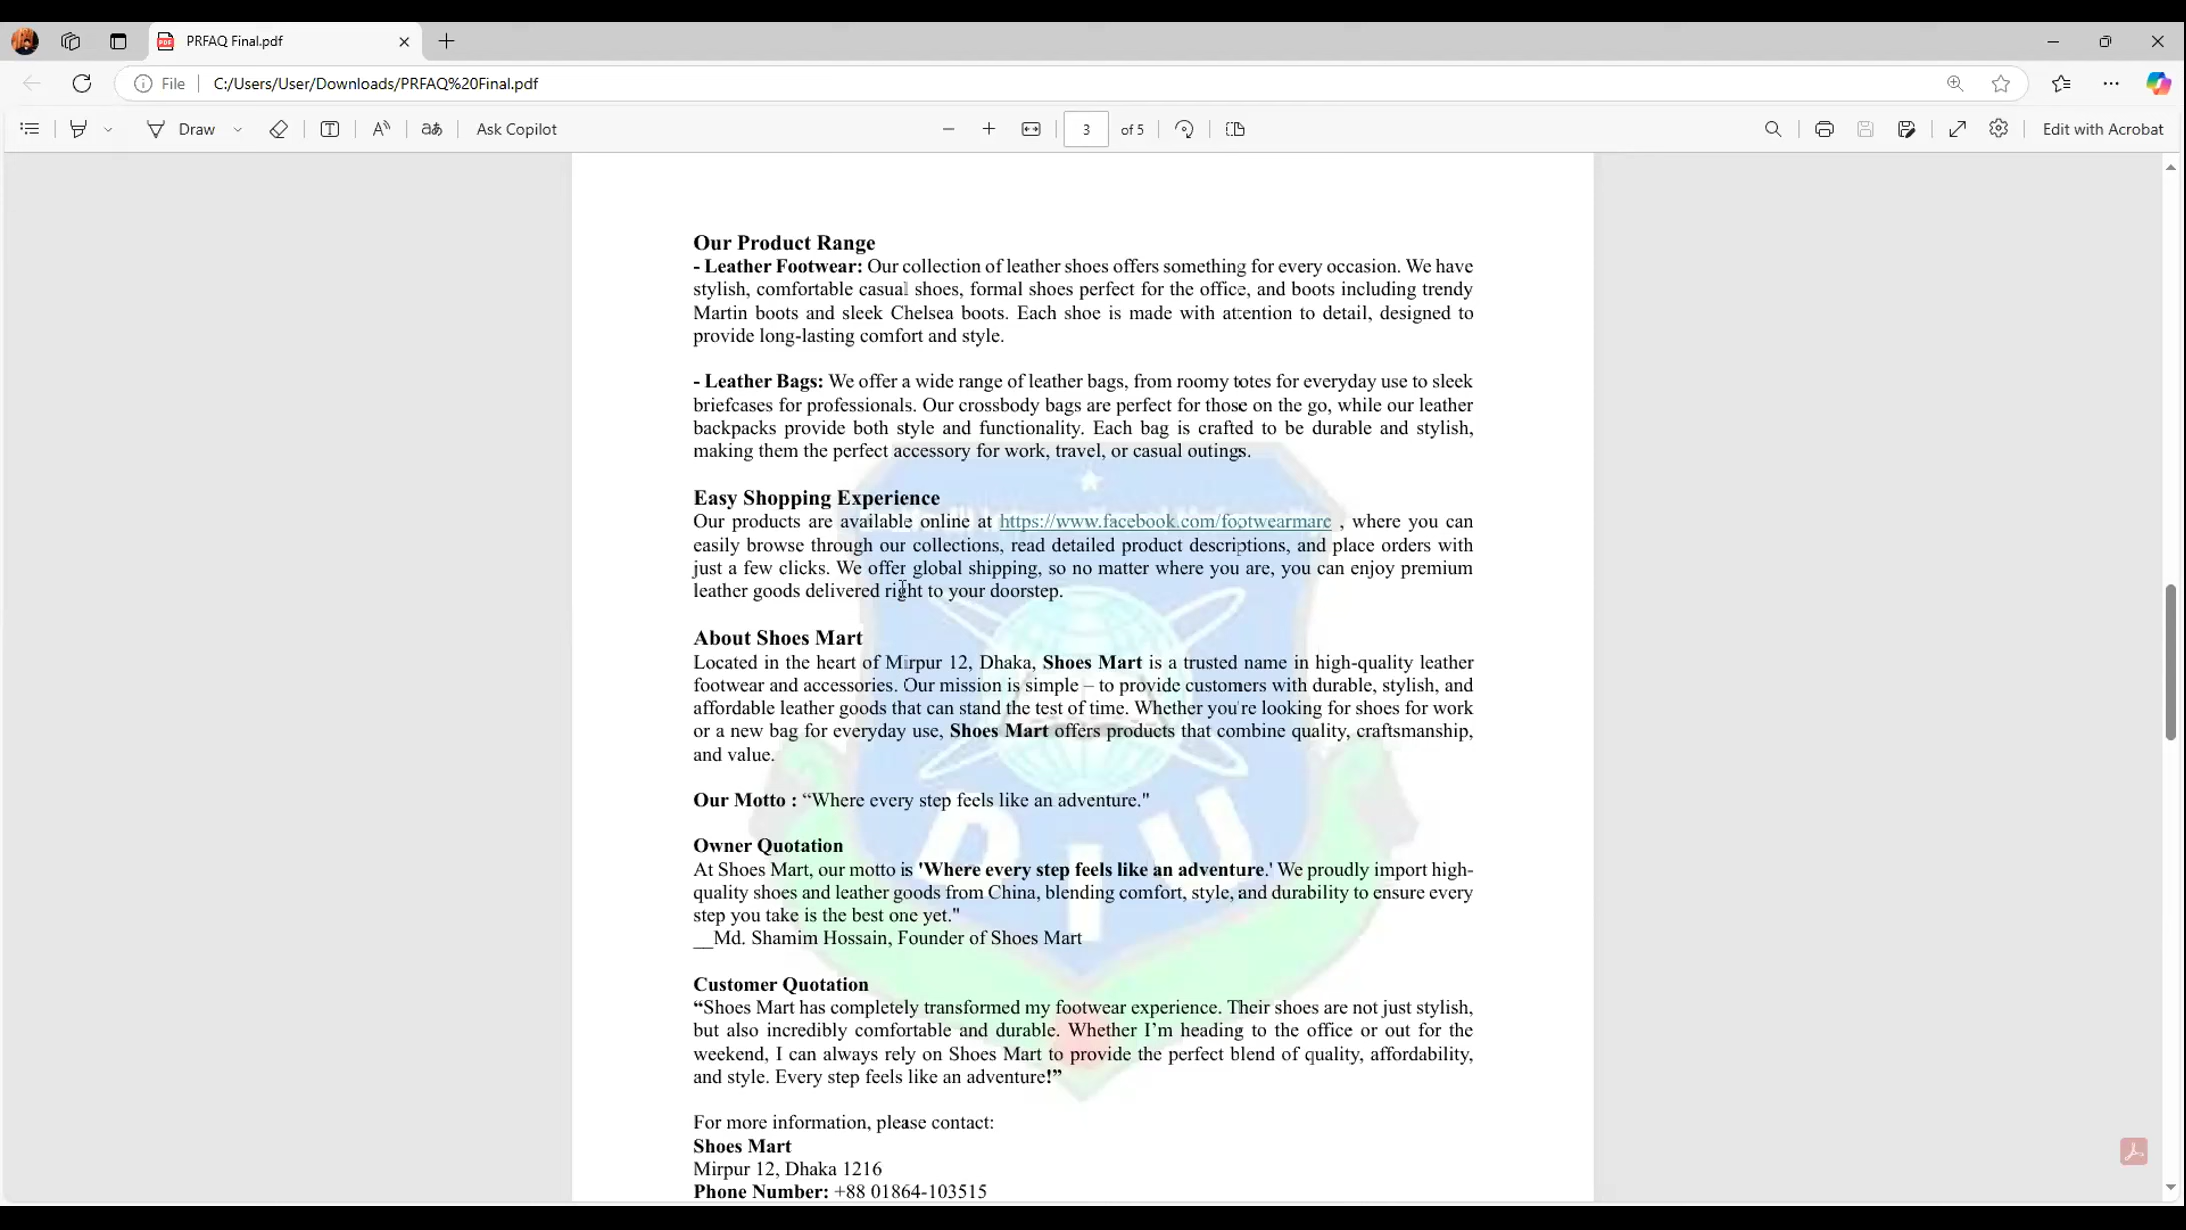 PRFAQ Final.pdf
File
C:/Users/User/Downloads/PRFAQ%20Final.pdf
Draw
Ask Copilot
3
of 5
Edit with Acrobat
Our Product Range
- Leather Footwear: Our collection of leather shoes offers something for every occasion. We have
stylish, comfortable casual shoes, formal shoes perfect for the office, and boots including trendy
Martin boots and sleek Chelsea boots. Each shoe is made with attention to detail, designed to
provide long-lasting comfort and style.
- Leather Bags: We offer a wide range of leather bags, from roomy totes for everyday use to sleek
briefcases for professionals. Our crossbody bags are perfect for those on the go, while our leather
backpacks provide both style and functionality. Each bag is crafted to be durable and stylish,
making them the perfect accessory for work, travel, or casual outings.
Easy Shopping Experience
Our products are available online at https://www.facebook.com/footwearmare , where you can
easily browse through our collections, read detailed product descriptions, and place orders with
just a few clicks. We offer global shipping, so no matter where you are, you can enjoy premium
leather goods delivered right to your doorstep.
About Shoes Mart
Located in the heart of Mirpur 12, Dhaka, Shoes Mart is a trusted name in high-quality leather
footwear and accessories. Our mission is simple – to provide customers with durable, stylish, and
affordable leather goods that can stand the test of time. Whether you're looking for shoes for work
or a new bag for everyday use, Shoes Mart offers products that combine quality, craftsmanship,
and value.
Our Motto : “Where every step feels like an adventure."
Owner Quotation
At Shoes Mart, our motto is 'Where every step feels like an adventure.' We proudly import high-
quality shoes and leather goods from China, blending comfort, style, and durability to ensure every
step you take is the best one yet."
__Md. Shamim Hossain, Founder of Shoes Mart
Customer Quotation
“Shoes Mart has completely transformed my footwear experience. Their shoes are not just stylish,
but also incredibly comfortable and durable. Whether I’m heading to the office or out for the
weekend, I can always rely on Shoes Mart to provide the perfect blend of quality, affordability,
and style. Every step feels like an adventure!”
For more information, please contact:
Shoes Mart
Mirpur 12, Dhaka 1216
Phone Number: +88 01864-103515
DIU